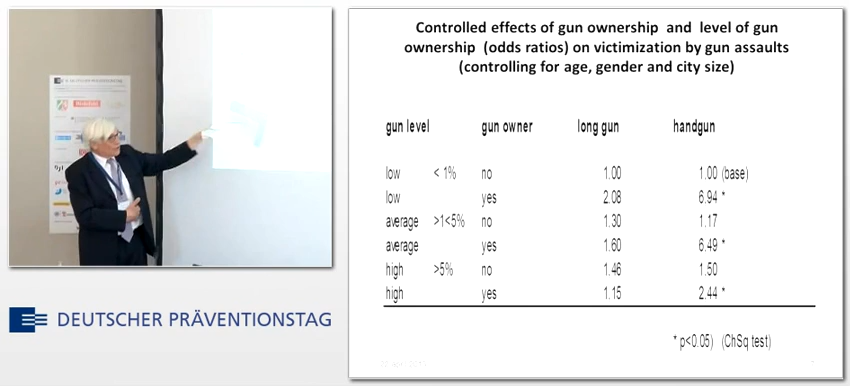 DEUTSCHER PRÄVENTIONSTAG
Controlled effects of gun ownership and level of gun
ownership (odds ratios) on victimization by gun assaults
(controlling for age, gender and city size)
gun level gun owner long gun handgun
low < 1% no 1.00 1.00 (base)
low yes 2.08 6.94 *
average >1<5% no 1.30 1.17
average yes 1.60 6.49 *
high >5% no 1.46 1.50
high yes 1.15 2.44 *
* p<0.05) (ChSq test)